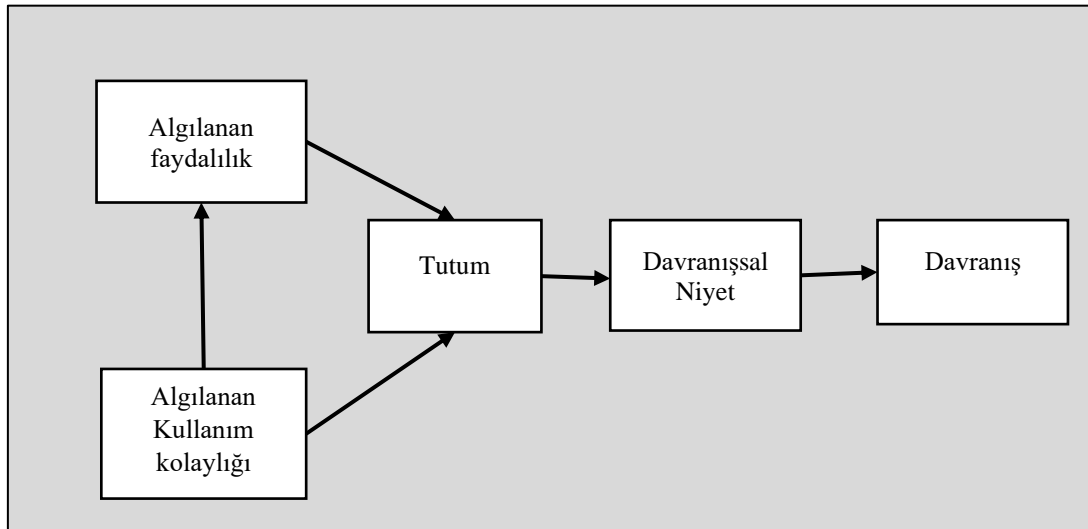 Algılanan
faydalılık
Tutum
Davranışsal
Niyet
Davranış
Algılanan
Kullanım
kolaylığı